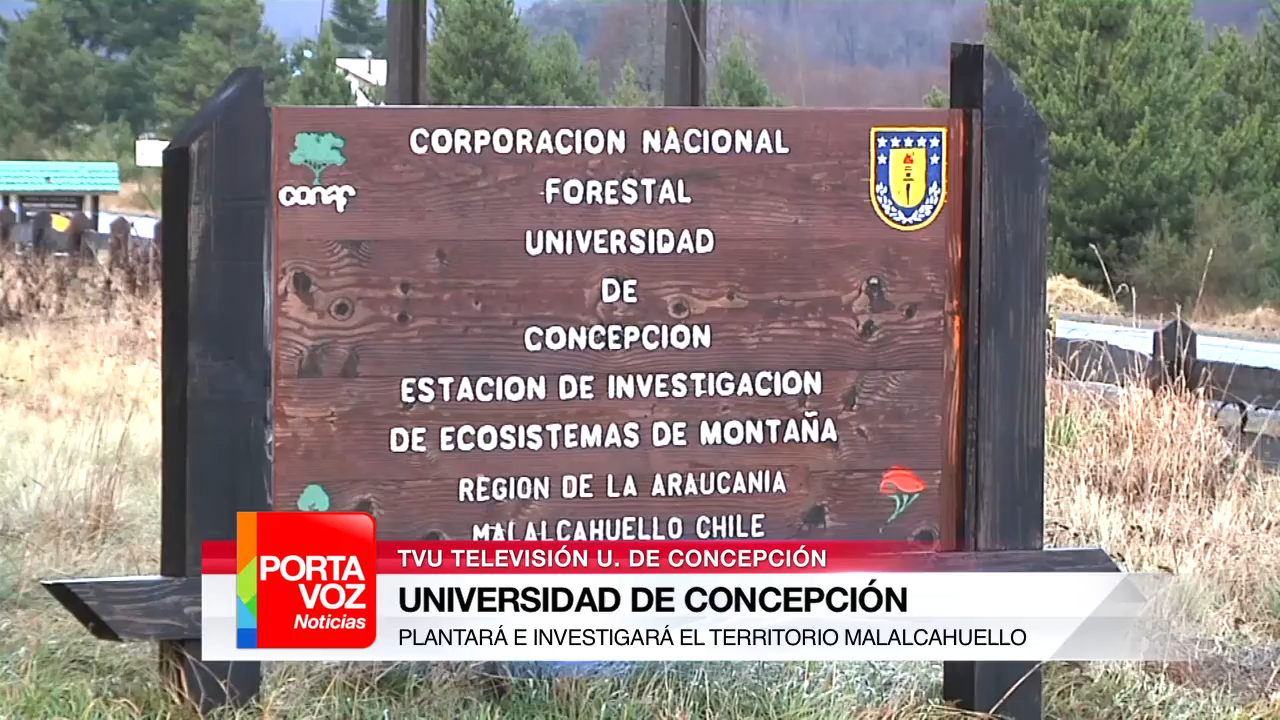 CORPORACION NACIONAL
FORESTAL
UNIVERSIDAD
DE
CONCEPCION
ESTACION DE INVESTIGACION
DE ECOSISTEMAS DE MONTAÑA
REGION DE LA ARAUCANIA
MALALCAHUELLO CHILE
conaf
PORTA
VOZ
Noticias
TVU TELEVISIÓN U. DE CONCEPCIÓN
UNIVERSIDAD DE CONCEPCIÓN
PLANTARÁ E INVESTIGARÁ EL TERRITORIO MALALCAHUELLO